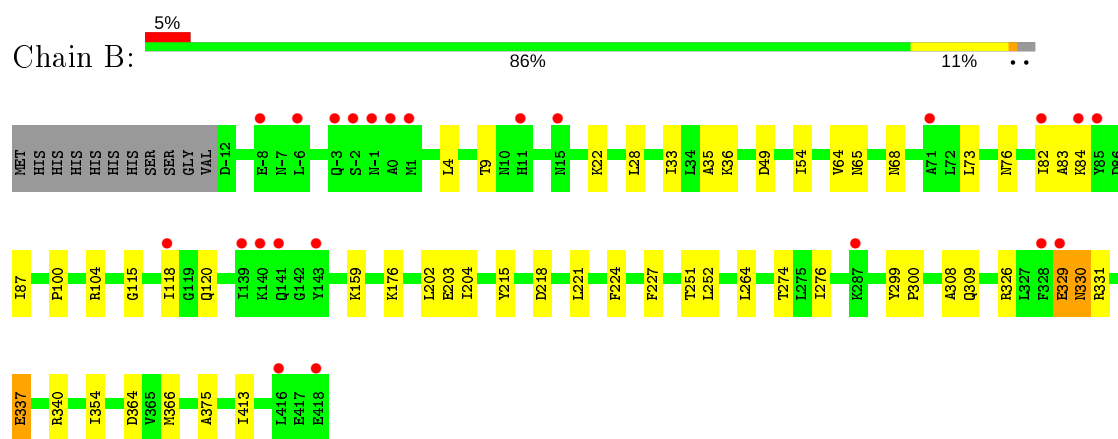 5%
Chain B:
86% 11% • •
MET HIS HIS HIS HIS HIS HIS SER SER GLY VAL D-12 E-8 N-7 L-6 Q-3 S-2 N-1 A0 M1 L4 T9 N10 H11 N15 K22 L28 I33 L34 A35 K36 D49 I54 V64 N65 N68 A71 L72 L73 N76 I82 A83 K84 Y85 D86
I87 P100 R104 G115 I118 G119 Q120 I139 K140 Q141 G142 Y143 K159 K176 L202 E203 I204 Y215 D218 L221 F224 F227 T251 L252 L264 T274 L275 I276 K287 Y299 P300 A308 Q309 R326 L327 F328 E329 N330 R331
E337 R340 I354 D364 V365 M366 A375 I413 L416 E417 E418